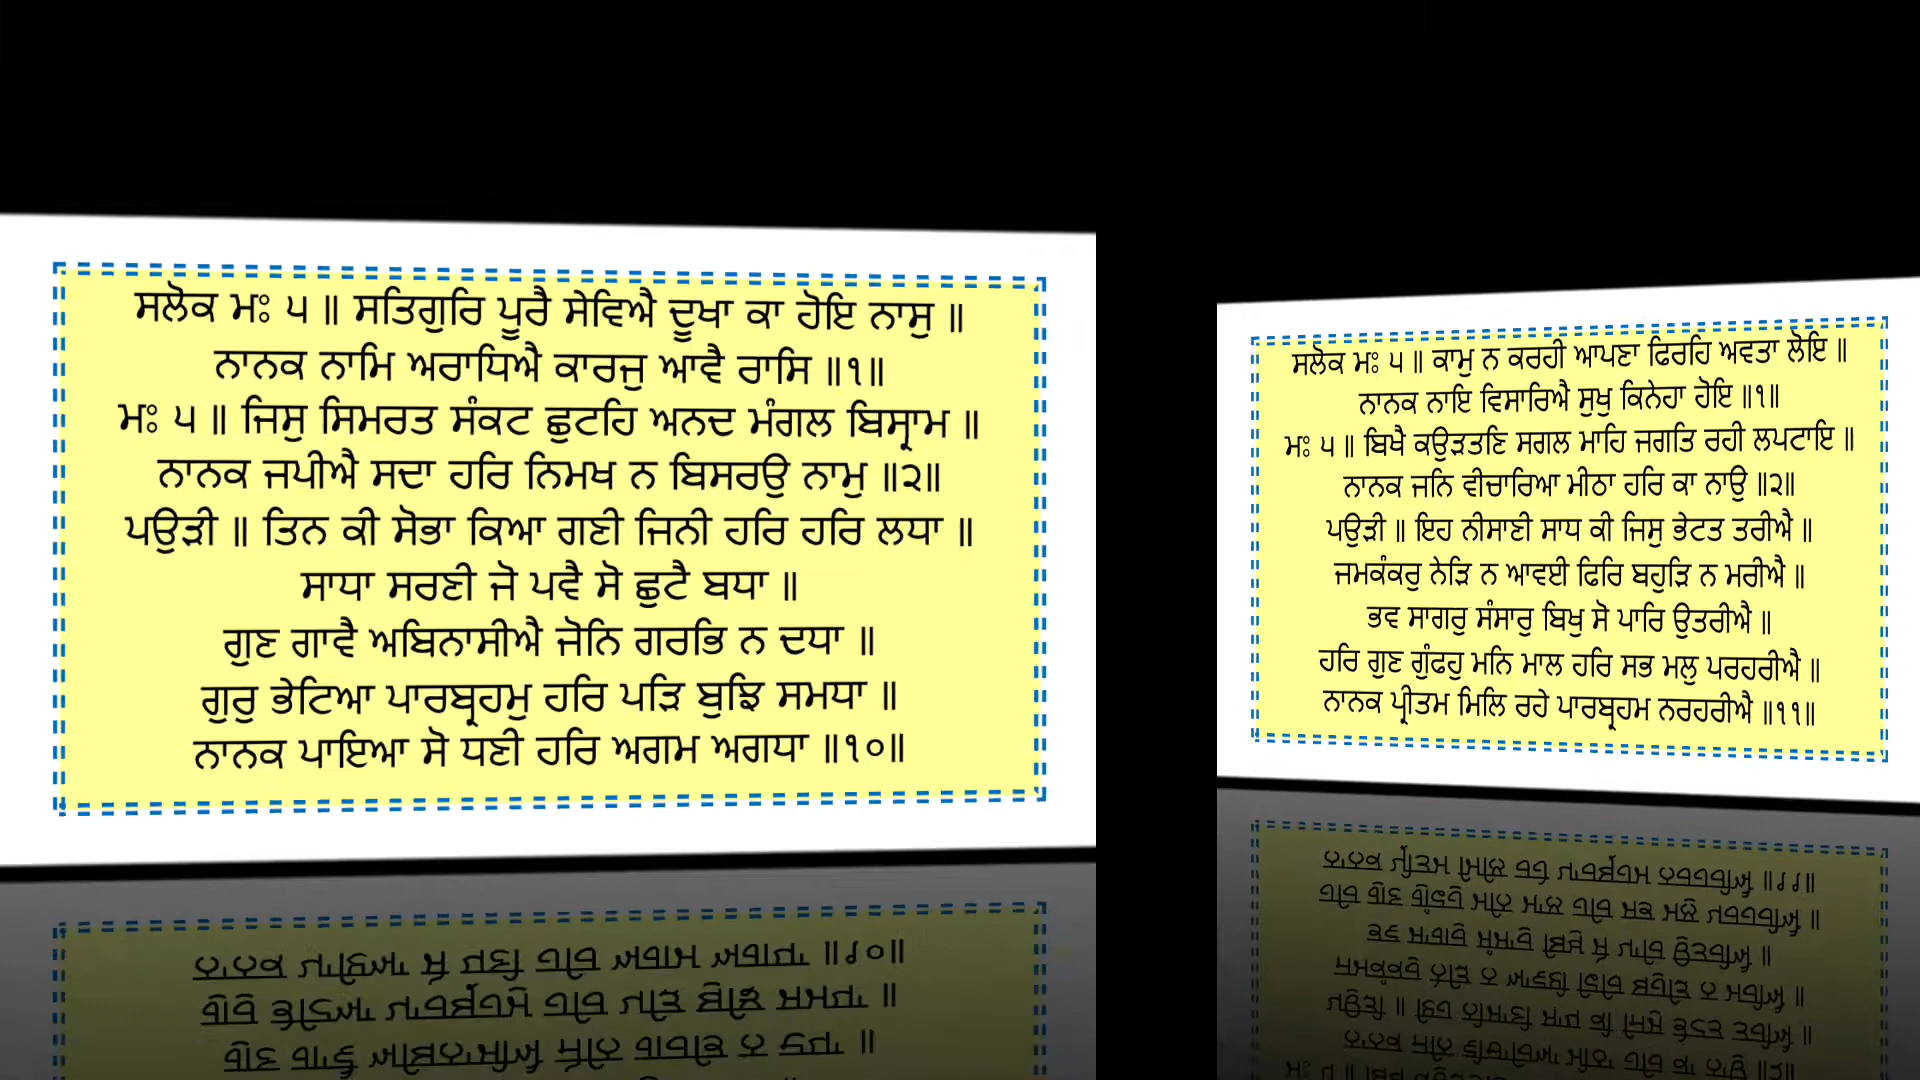 ਸਲੋਕ ਮਃ ੫ ॥ ਸਤਿਗੁਰਿ ਪੂਰੈ ਸੇਵਿਐ ਦੂਖਾ ਕਾ ਹੋਇ ਨਾਸੁ ॥
ਨਾਨਕ ਨਾਮਿ ਅਰਾਧਿਐ ਕਾਰਜੁ ਆਵੈ ਰਾਸਿ ॥੧॥
ਮਃ ੫ ॥ ਜਿਸੁ ਸਿਮਰਤ ਸੰਕਟ ਛੁਟਹਿ ਅਨਦ ਮੰਗਲ ਬਿਸ੍ਰਾਮ ॥
ਨਾਨਕ ਜਪੀਐ ਸਦਾ ਹਰਿ ਨਿਮਖ ਨ ਬਿਸਰਉ ਨਾਮੁ ॥੨॥
ਪਉੜੀ ॥ ਤਿਨ ਕੀ ਸੋਭਾ ਕਿਆ ਗਣੀ ਜਿਨੀ ਹਰਿ ਹਰਿ ਲਧਾ ॥
ਸਾਧਾ ਸਰਣੀ ਜੋ ਪਵੈ ਸੋ ਛੁਟੈ ਬਧਾ ॥
ਗੁਣ ਗਾਵੈ ਅਬਿਨਾਸੀਐ ਜੋਨਿ ਗਰਭਿ ਨ ਦਧਾ ॥
ਗੁਰੁ ਭੇਟਿਆ ਪਾਰਬ੍ਰਹਮੁ ਹਰਿ ਪੜਿ ਬੁਝਿ ਸਮਧਾ ॥
ਨਾਨਕ ਪਾਇਆ ਸੋ ਧਣੀ ਹਰਿ ਅਗਮ ਅਗਧਾ ॥੧੦॥
ਸਲੋਕ ਮਃ ੫ ॥ ਕਾਮੁ ਨ ਕਰਹੀ ਆਪਣਾ ਫਿਰਹਿ ਅਵਤਾ ਲੋਇ ॥
ਨਾਨਕ ਨਾਇ ਵਿਸਾਰਿਐ ਸੁਖੁ ਕਿਨੇਹਾ ਹੋਇ ॥੧॥
ਮਃ ੫ ॥ ਬਿਖੈ ਕਉੜਤਣਿ ਸਗਲ ਮਾਹਿ ਜਗਤਿ ਰਹੀ ਲਪਟਾਇ ॥
ਨਾਨਕ ਜਨਿ ਵੀਚਾਰਿਆ ਮੀਠਾ ਹਰਿ ਕਾ ਨਾਉ ॥੨॥
ਪਉੜੀ ॥ ਇਹ ਨੀਸਾਣੀ ਸਾਧ ਕੀ ਜਿਸੁ ਭੇਟਤ ਤਰੀਐ ॥
ਜਮਕੰਕਰੁ ਨੇੜਿ ਨ ਆਵਈ ਫਿਰਿ ਬਹੁੜਿ ਨ ਮਰੀਐ ॥
ਭਵ ਸਾਗਰੁ ਸੰਸਾਰੁ ਬਿਖੁ ਸੋ ਪਾਰਿ ਉਤਰੀਐ ॥
ਹਰਿ ਗੁਣ ਗੁੰਫਹੁ ਮਨਿ ਮਾਲ ਹਰਿ ਸਭ ਮਲੁ ਪਰਹਰੀਐ ॥
ਨਾਨਕ ਪ੍ਰੀਤਮ ਮਿਲਿ ਰਹੇ ਪਾਰਬ੍ਰਹਮ ਨਰਹਰੀਐ ॥੧੧॥